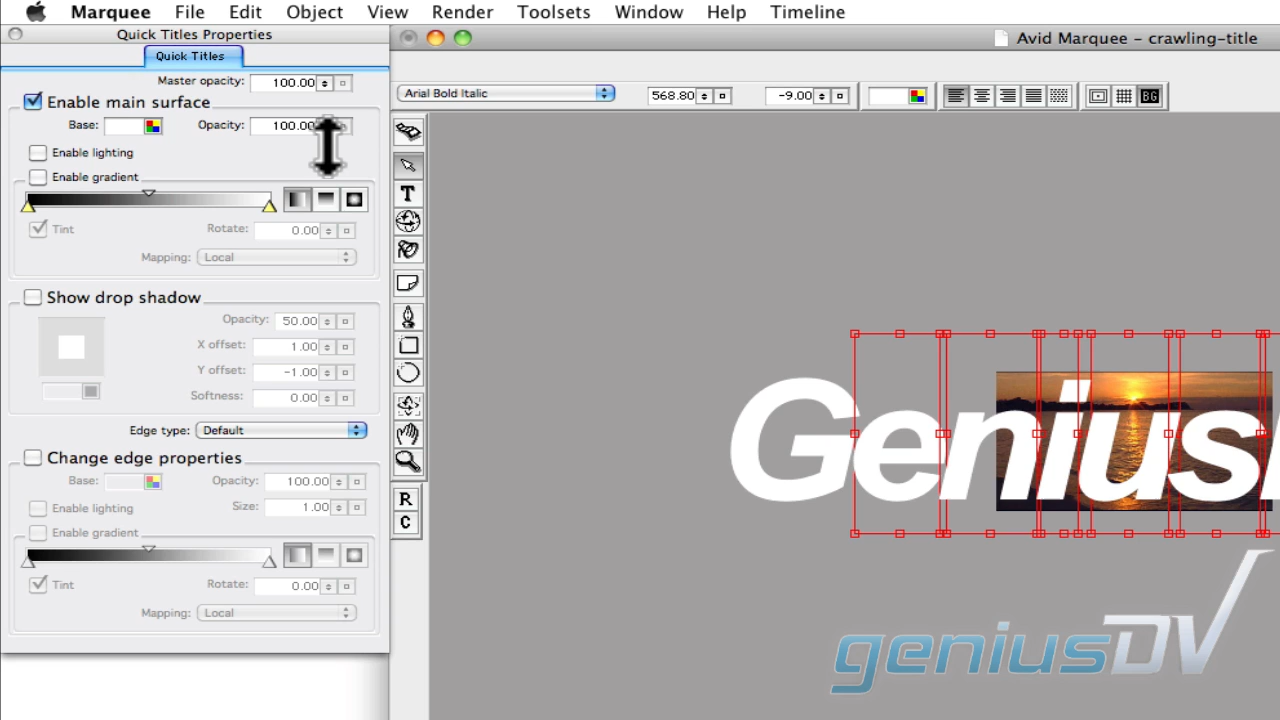 Marquee File Edit Object View Render Toolsets Window Help Timeline
Quick Titles Properties
Avid Marquee – crawling-title
Quick Titles
Master opacity: 100.00
Arial Bold Italic 568.80 -9.00 BG
Enable main surface
Base: Opacity: 100.00
Enable lighting
Enable gradient
T
Tint Rotate: 0.00
Mapping: Local
Show drop shadow
Opacity: 50.00
X offset: 1.00
Y offset: -1.00
Softness: 0.00
Edge type: Default
Change edge properties
Base: Opacity: 100.00
Enable lighting Size: 1.00
Enable gradient
Tint Rotate: 0.00
Mapping: Local
R
C
Genius
geniusDV